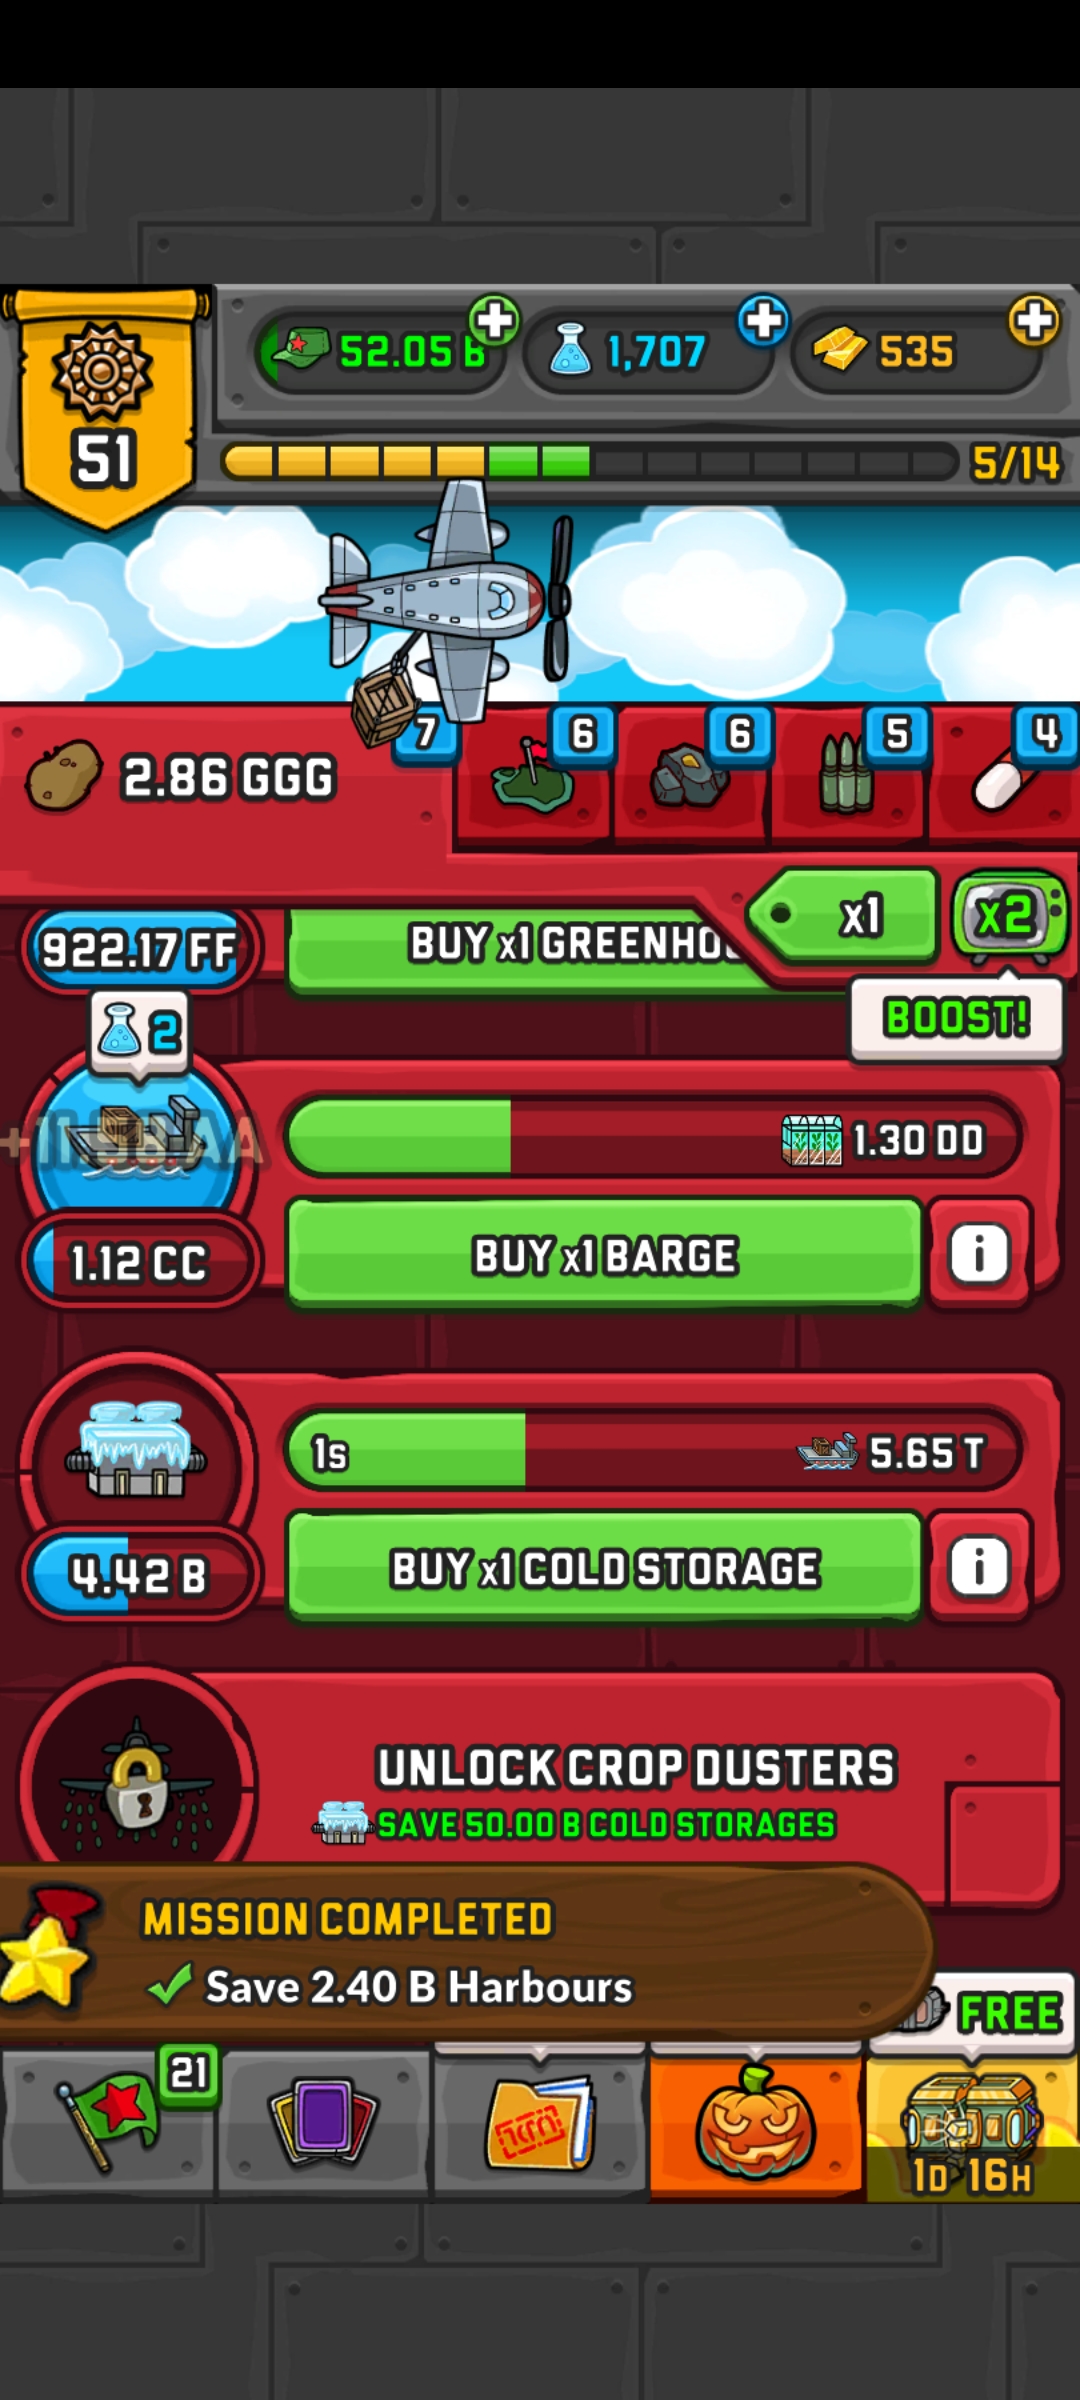 52.05 B
1,707
535
51
5/14
7
6
6
5
4
2.86 GGG
x1
x2
922.17 FF
BUY x1 GREENHO
BOOST!
2
1.30 DD
BUY x1 BARGE
i
1.12 CC
1s
5.65 T
BUY x1 COLD STORAGE
i
4.42 B
UNLOCK CROP DUSTERS
SAVE 50.00 B COLD STORAGES
MISSION COMPLETED
Save 2.40 B Harbours
FREE
21
1D 16H